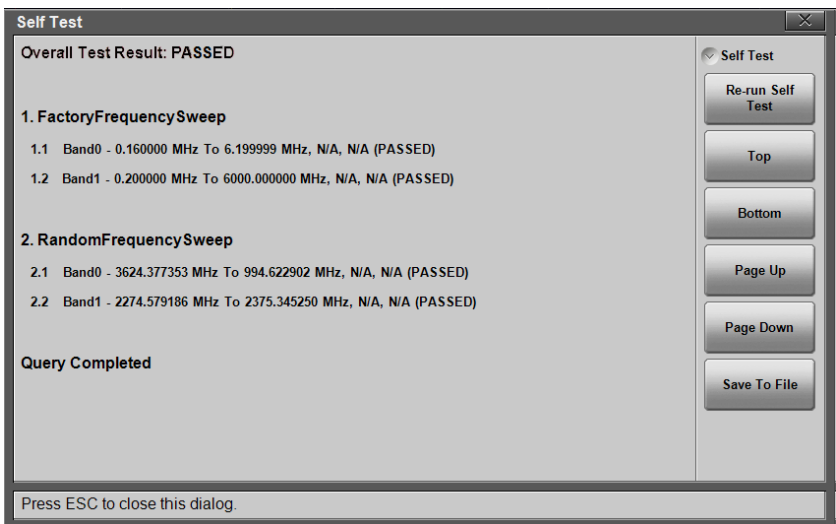 Self Test
Overall Test Result: PASSED
1. FactoryFrequencySweep
1.1 Band0 - 0.160000 MHz To 6.199999 MHz, N/A, N/A (PASSED)
1.2 Band1 - 0.200000 MHz To 6000.000000 MHz, N/A, N/A (PASSED)
2. RandomFrequencySweep
2.1 Band0 - 3624.377353 MHz To 994.622902 MHz, N/A, N/A (PASSED)
2.2 Band1 - 2274.579186 MHz To 2375.345250 MHz, N/A, N/A (PASSED)
Query Completed
Self Test
Re-run Self
Test
Top
Bottom
Page Up
Page Down
Save To File
Press ESC to close this dialog.